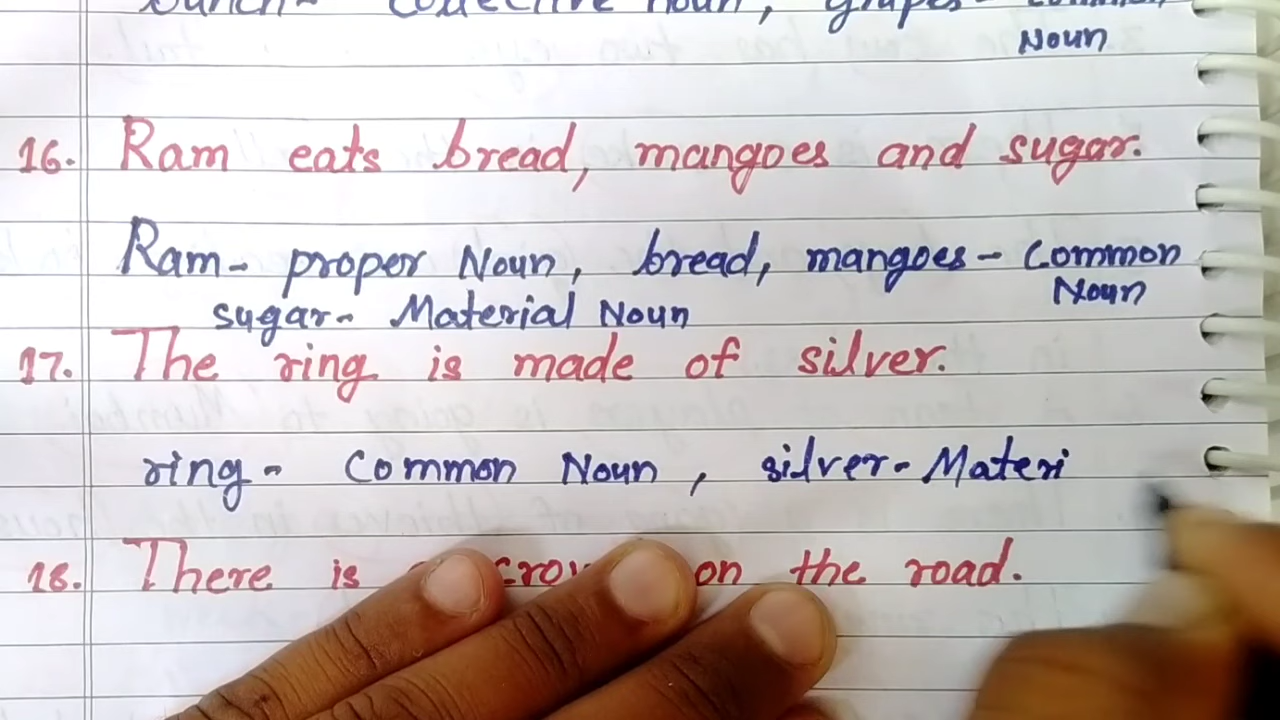 Noun
16. Ram eats bread, mangoes and sugar.
Ram- proper Noun, bread, mangoes- Common
Noun
sugar- Material Noun
17. The ring is made of silver.
ring- Common Noun, silver- Materi
18. There is on the road.